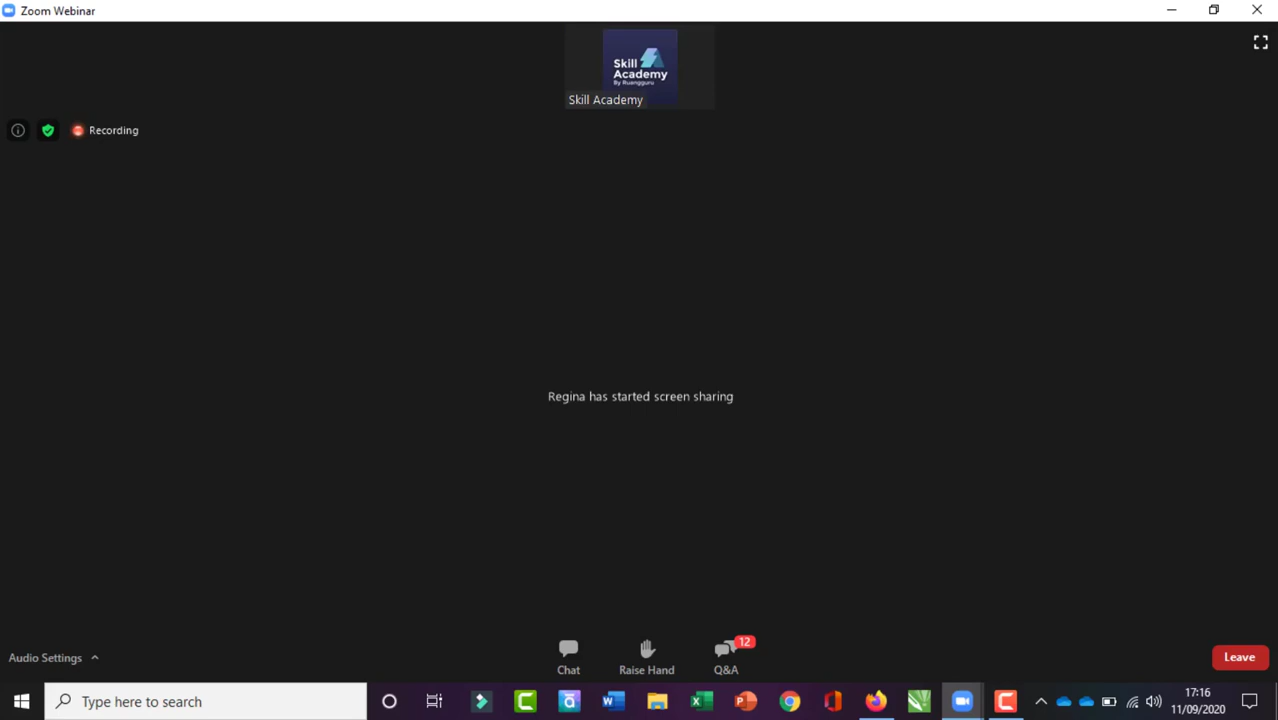 Zoom Webinar
Skill
Academy
By Ruangguru
Skill Academy
Recording
Regina has started screen sharing
Audio Settings
Chat
Raise Hand
12
Q&A
Leave
Type here to search
17:16
11/09/2020